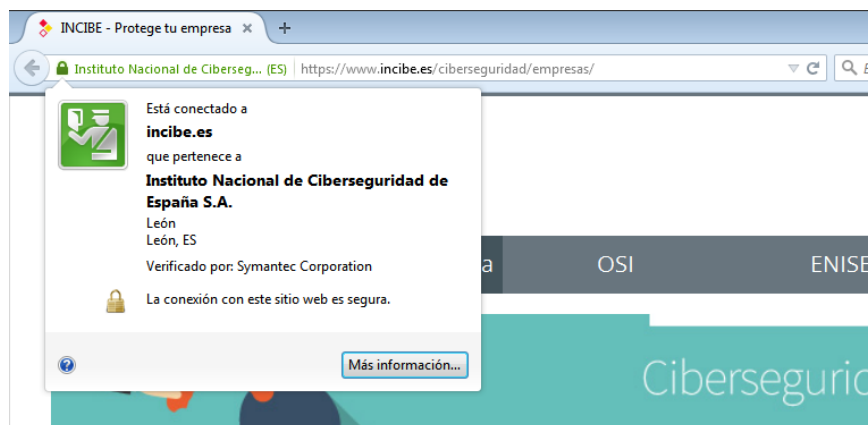 INCIBE - Protege tu empresa
Instituto Nacional de Ciberseg... (ES) https://www.incibe.es/ciberseguridad/empresas/
Está conectado a
incibe.es
que pertenece a
Instituto Nacional de Ciberseguridad de
España S.A.
León
León, ES
Verificado por: Symantec Corporation
La conexión con este sitio web es segura.
Más información...
a OSI ENISE
Cibersegurid